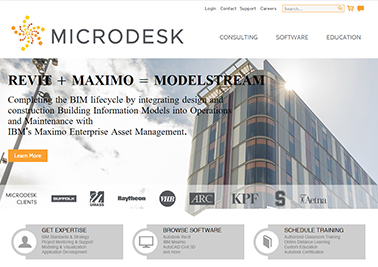 Login Contact Support Careers Search...
MICRODESK
CONSULTING SOFTWARE EDUCATION
REVIT + MAXIMO = MODELSTREAM
Completing the BIM lifecycle by integrating design and
construction Building Information Models into Operations
and Maintenance with
IBM's Maximo Enterprise Asset Management.
Learn More
MICRODESK
CLIENTS
SUFFOLK
Raytheon
VHB
ARC
KPF
S
Aetna
GET EXPERTISE
BIM Standards & Strategy
Project Mentoring & Support
Modeling & Visualization
Application Development
BROWSE SOFTWARE
Autodesk Revit
IBM Maximo
AutoCAD Civil 3D
and more
SCHEDULE TRAINING
Authorized Classroom Training
Online Distance Learning
Custom Education
Autodesk Certification